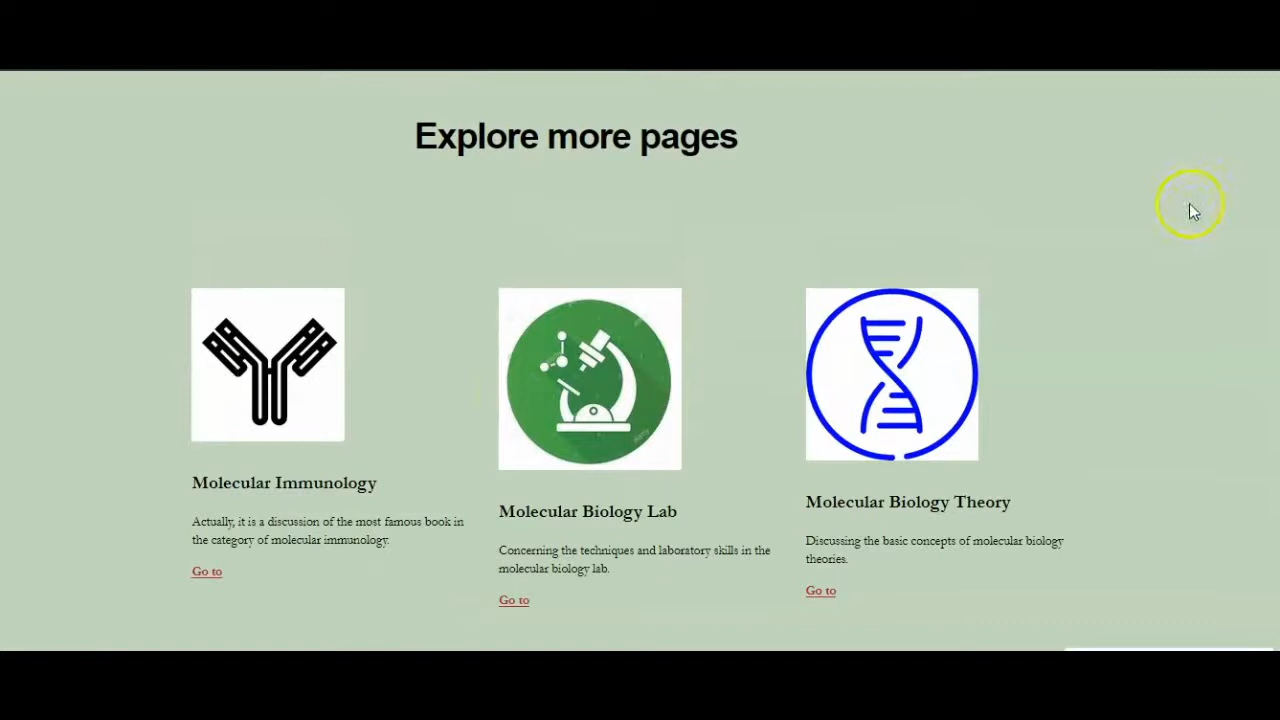 Explore more pages
Molecular Immunology
Actually, it is a discussion of the most famous book in
the category of molecular immunology.
Go to
Molecular Biology Lab
Concerning the techniques and laboratory skills in the
molecular biology lab.
Go to
Molecular Biology Theory
Discussing the basic concepts of molecular biology
theories.
Go to